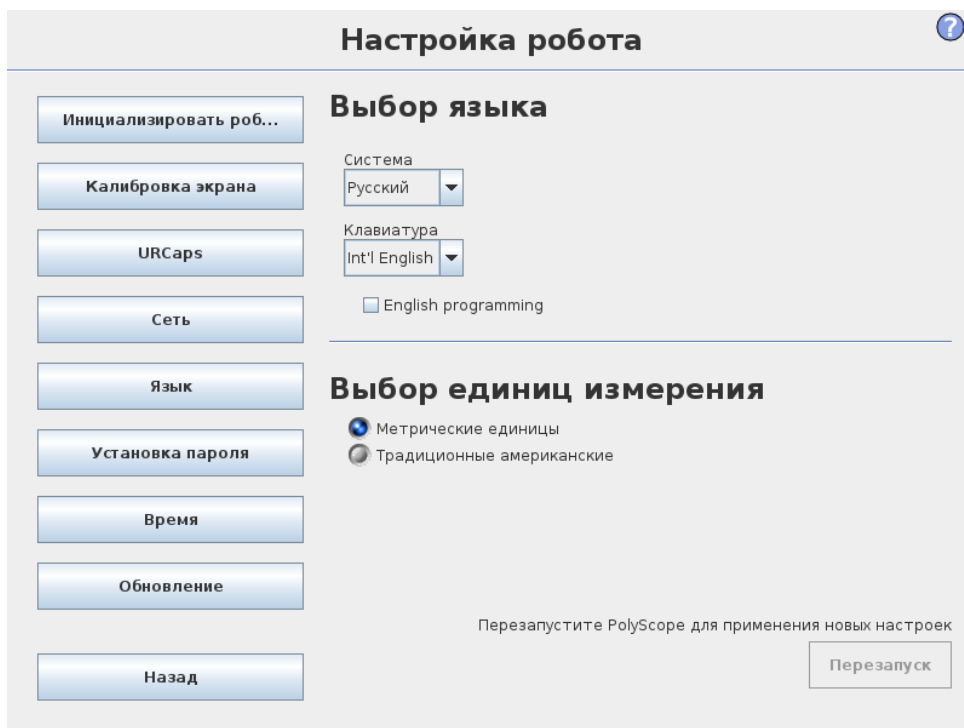 Настройка робота
?
Инициализировать роб...
Калибровка экрана
URCaps
Сеть
Язык
Установка пароля
Время
Обновление
Назад
Выбор языка
Система
Русский
Клавиатура
Int'l English
English programming
Выбор единиц измерения
Метрические единицы
Традиционные американские
Перезапустите PolyScope для применения новых настроек
Перезапуск